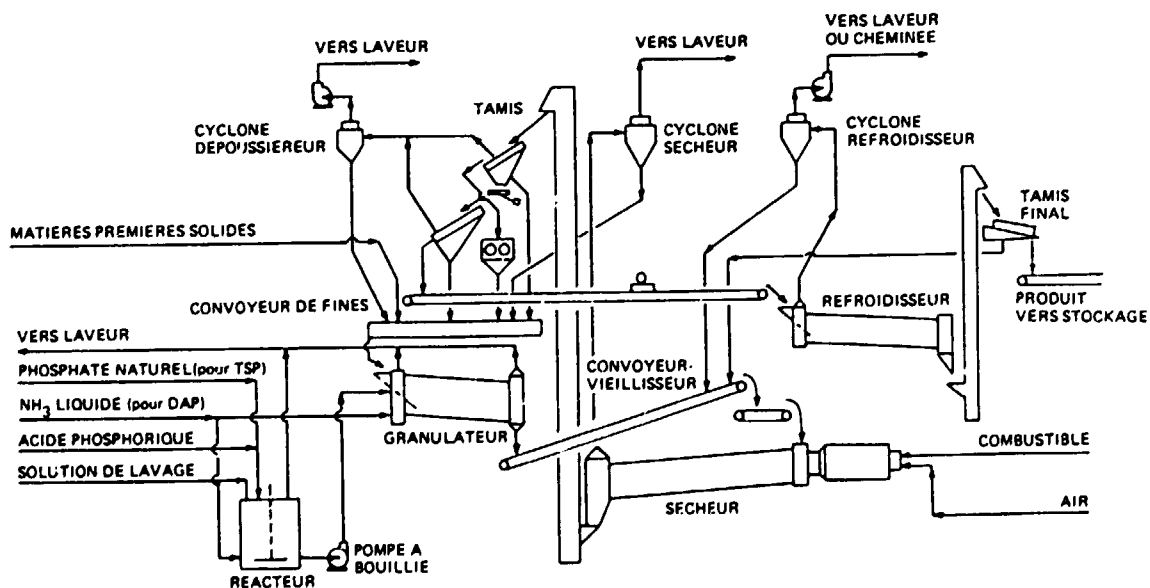 VERS LAVEUR
OU CHEMINEE
VERS LAVEUR
VERS LAVEUR
TAMIS
CYCLONE
DEPOUSSIEREUR
CYCLONE
SECHEUR
CYCLONE
REFROIDISSEUR
TAMIS
FINAL
MATIERES PREMIERES SOLIDES
CONVOYEUR DE FINES
REFROIDISSEUR
PRODUIT
VERS STOCKAGE
VERS LAVEUR
PHOSPHATE NATUREL (pour TSP)
CONVOYEUR-
VIEILLISSEUR
NH3 LIQUIDE (pour DAP)
GRANULATEUR
ACIDE PHOSPHORIQUE
COMBUSTIBLE
SOLUTION DE LAVAGE
SECHEUR
AIR
POMPE A
BOUILLIE
REACTEUR